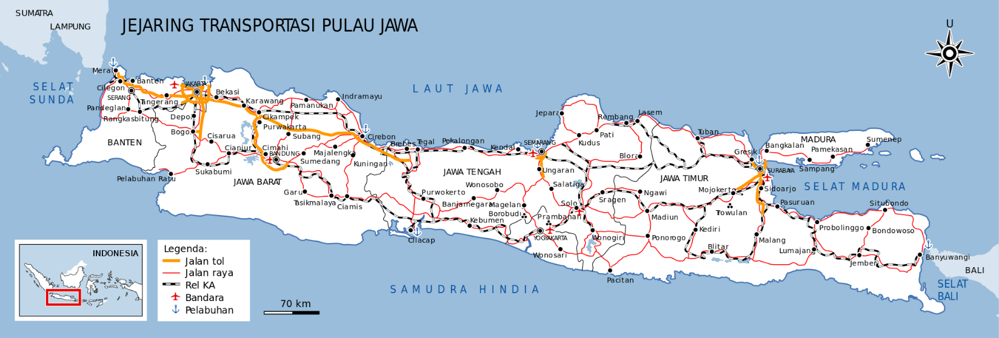 SUMATRA
LAMPUNG
JEJARING TRANSPORTASI PULAU JAWA
U
SELAT
SUNDA
LAUT JAWA
Merak
Banten
Cilegon
SERANG
JAKARTA
Tangerang
Bekasi
Pandeglang
Rangkasbitung
Depok
Karawang
Pamanukan
Indramayu
Cikampek
Purwakarta
Bogor
Cisarua
Subang
Cirebon
BANTEN
Cianjur
Cimahi
BANDUNG
Majalengka
Sumedang
Kuningan
Sukabumi
Pelabuhan Ratu
JAWA BARAT
Garut
Tasikmalaya
Ciamis
Brebes
Tegal
Pekalongan
Kendal
SEMARANG
JAWA TENGAH
Ungaran
Wonosobo
Salatiga
Purwokerto
Banjarnegara
Magelang
Borobudur
Solo
Prambanan
Kebumen
Cilacap
YOGYAKARTA
Wonosari
Wonogiri
Pacitan
Jepara
Rembang
Lasem
Pati
Kudus
Blora
Tuban
Gresik
Bangkalan
MADURA
Pamekasan
Sumenep
Sampang
SURABAYA
JAWA TIMUR
SELAT MADURA
Sragen
Ngawi
Mojokerto
Sidoarjo
Pasuruan
Situbondo
Trowulan
Madiun
Ponorogo
Kediri
Blitar
Malang
Probolinggo
Bondowoso
Lumajang
Jember
Banyuwangi
BALI
SELAT
BALI
SAMUDRA HINDIA
INDONESIA
Legenda:
Jalan tol
Jalan raya
Rel KA
Bandara
Pelabuhan
70 km